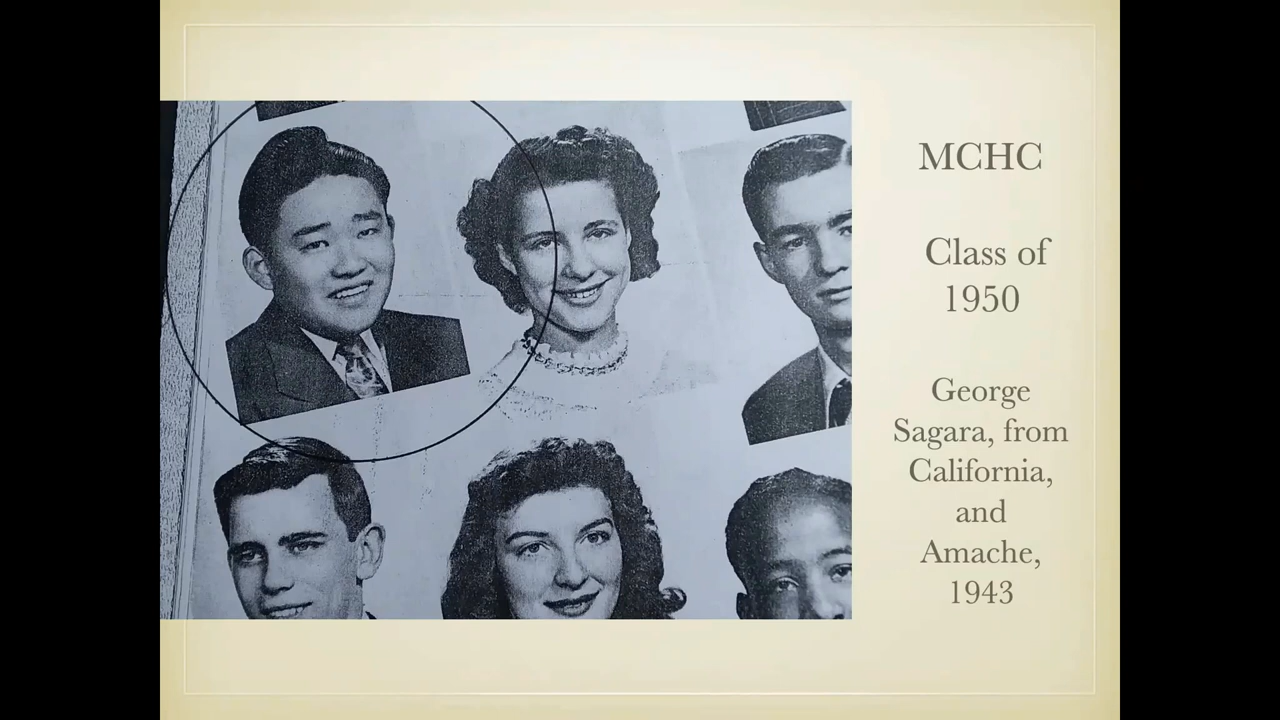 MCHC
Class of
1950
George
Sagara, from
California,
and
Amache,
1943